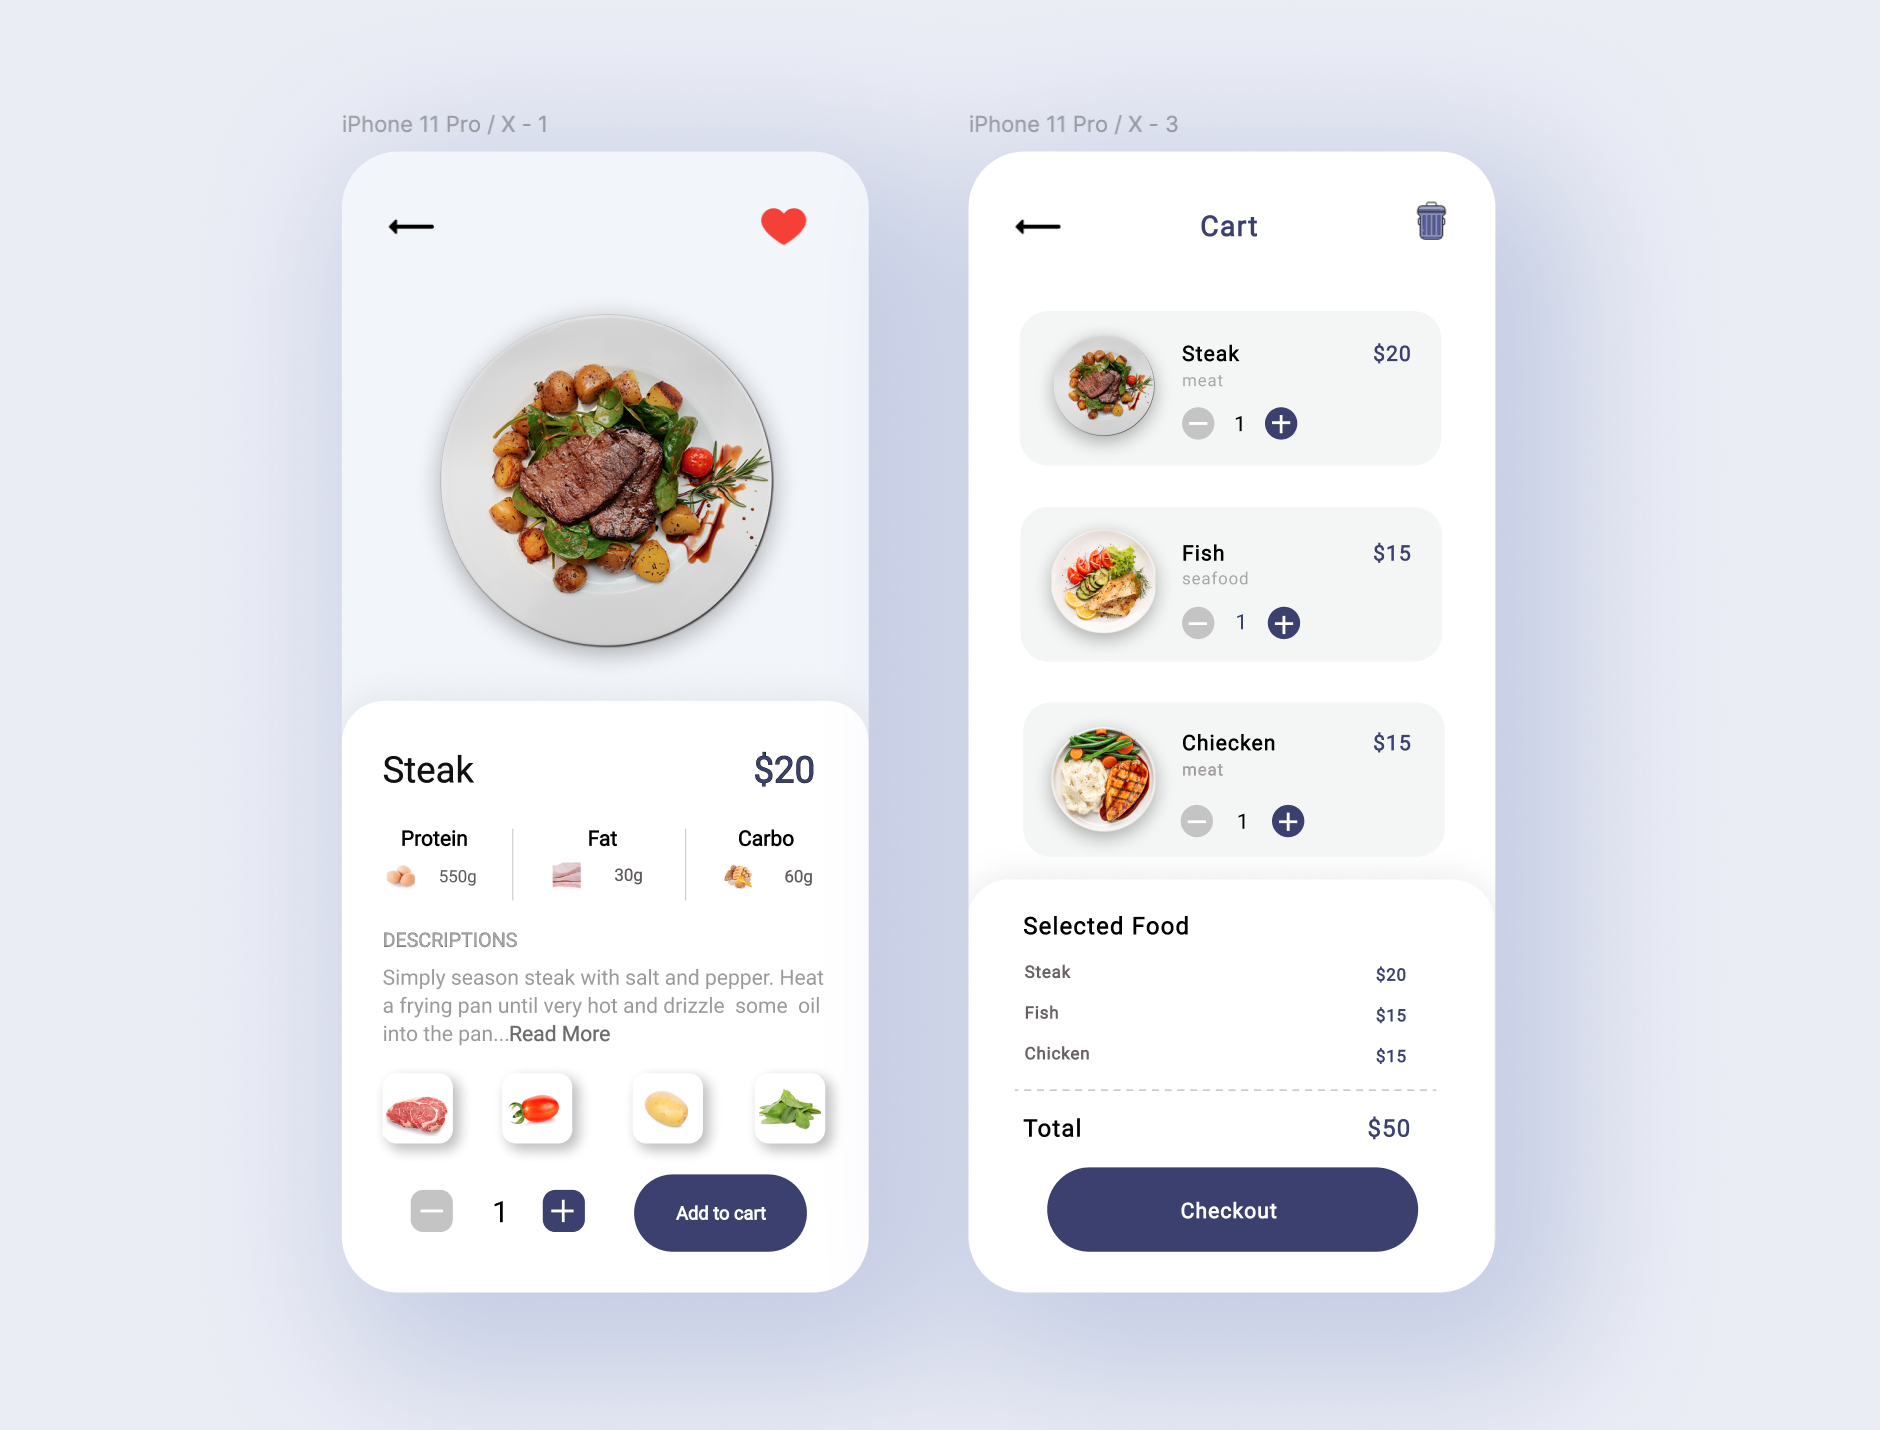 iPhone 11 Pro / X - 1
Steak
$20
Protein
Fat
Carbo
550g
30g
60g
DESCRIPTIONS
Simply season steak with salt and pepper. Heat
a frying pan until very hot and drizzle  some  oil
into the pan...Read More
1
Add to cart
iPhone 11 Pro / X - 3
Cart
Steak
$20
meat
1
Fish
$15
seafood
1
Chiecken
$15
meat
1
Selected Food
Steak
$20
Fish
$15
Chicken
$15
Total
$50
Checkout